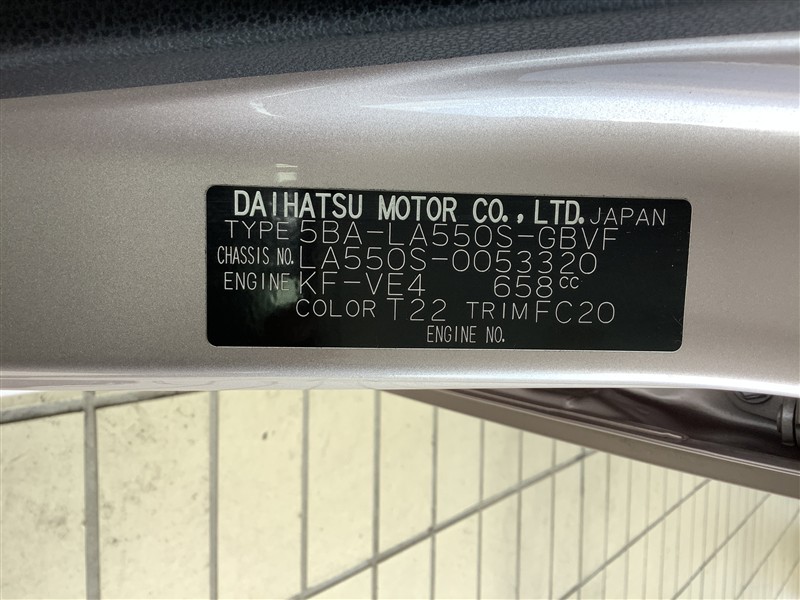 DAIHATSU MOTOR CO., LTD. JAPAN
TYPE 5BA-LA550S-GBVF
CHASSIS NO. LA550S-0053320
ENGINE KF-VE4 658CC
COLOR T22 TRIM FC20
ENGINE NO.